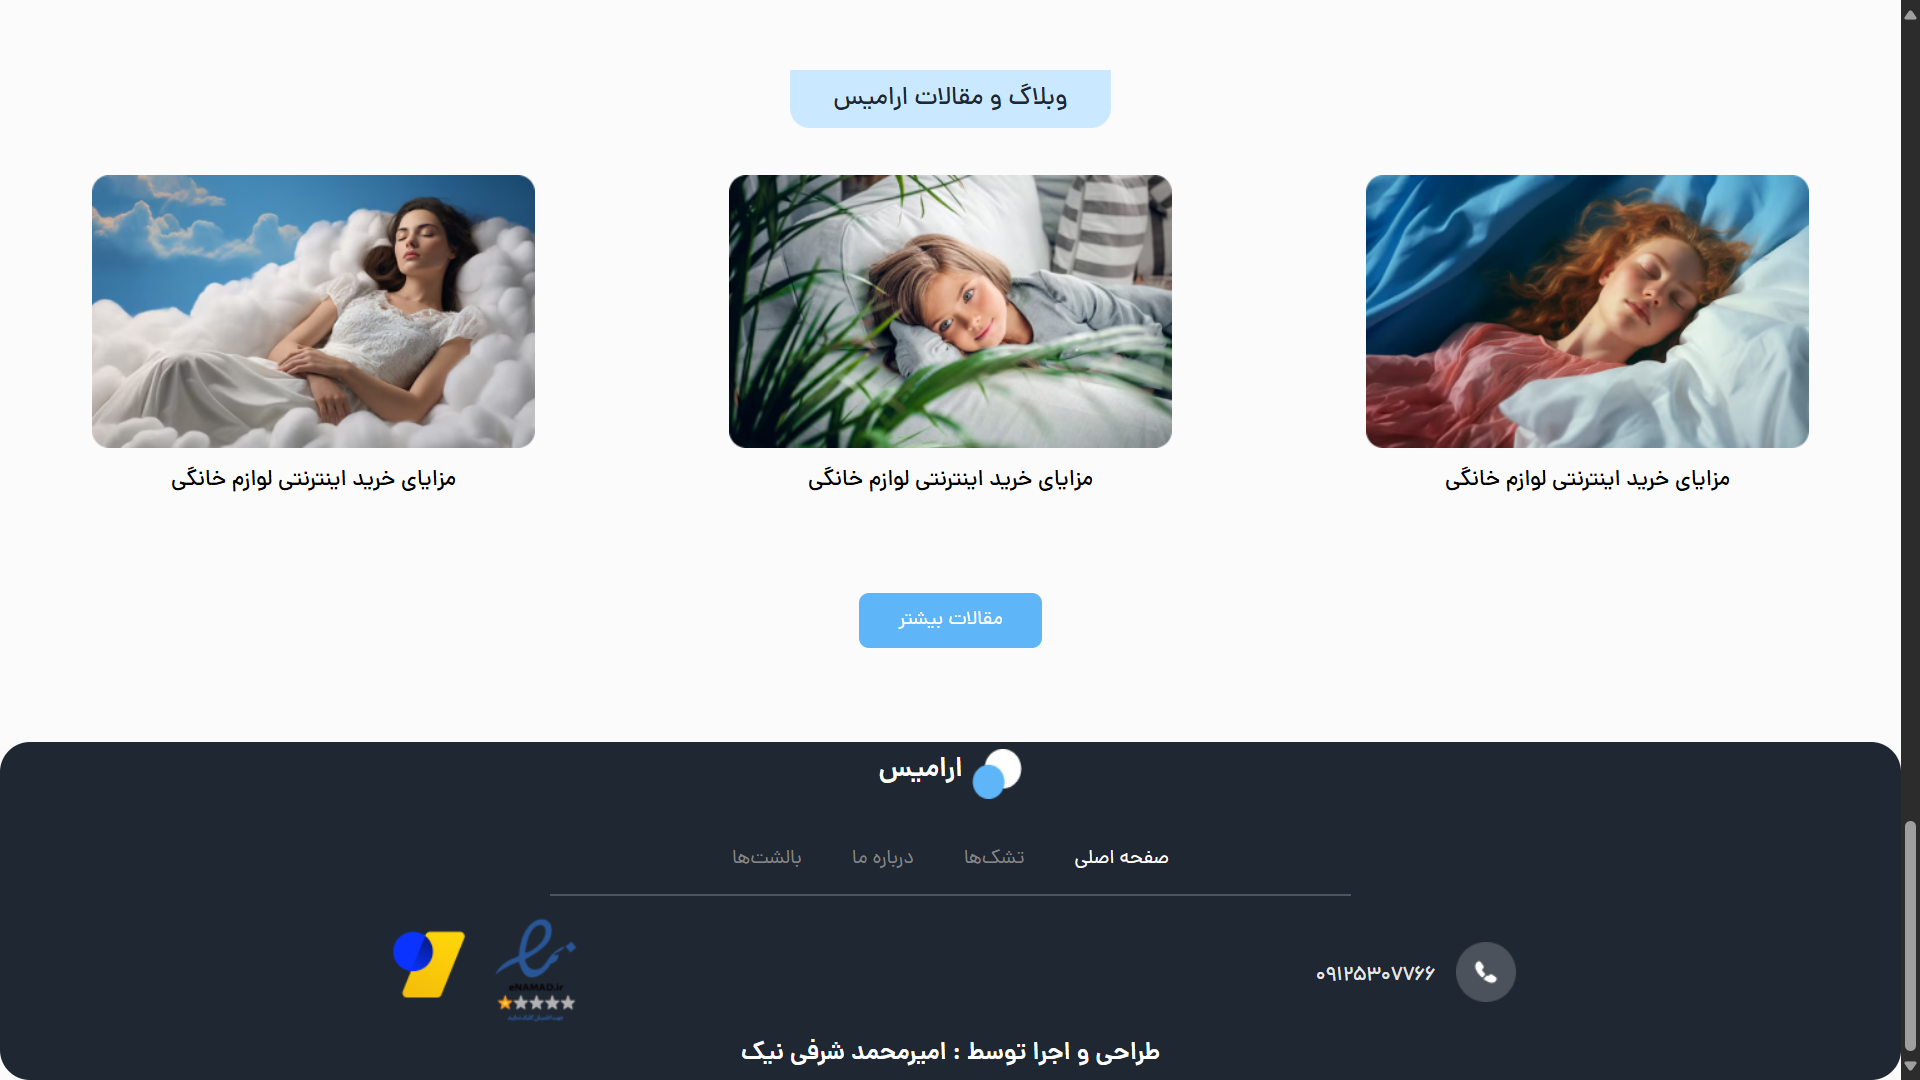 وبلاگ و مقالات ارامیس
مزایای خرید اینترنتی لوازم خانگی
مزایای خرید اینترنتی لوازم خانگی
مزایای خرید اینترنتی لوازم خانگی
مقالات بیشتر
ارامیس
صفحه اصلی
تشک‌ها
درباره ما
بالشت‌ها
۰۹۱۲۵۳۰۷۷۶۶
eNAMAD.ir
طراحی و اجرا توسط : امیرمحمد شرفی نیک